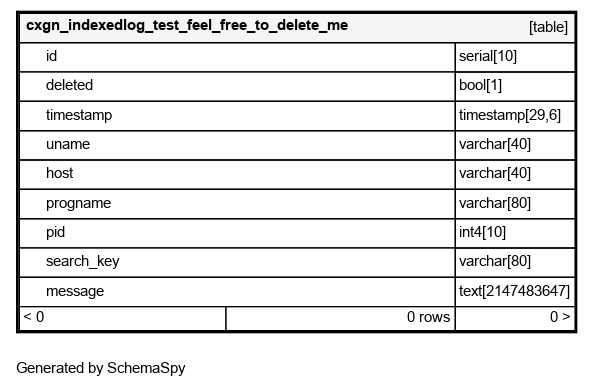 cxgn_indexedlog_test_feel_free_to_delete_me [table]
id serial[10]
deleted bool[1]
timestamp timestamp[29,6]
uname varchar[40]
host varchar[40]
progname varchar[80]
pid int4[10]
search_key varchar[80]
message text[2147483647]
< 0 0 rows 0 >
Generated by SchemaSpy